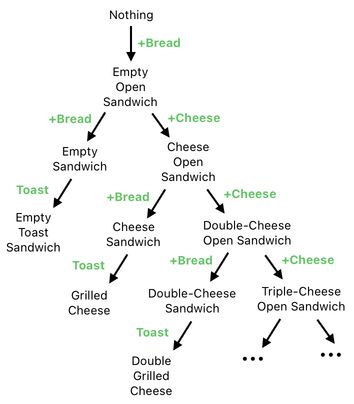 Nothing
+Bread
Empty
Open
Sandwich
+Bread
+Cheese
Empty
Sandwich
Cheese
Open
Sandwich
Toast
+Bread
+Cheese
Empty
Toast
Sandwich
Cheese
Sandwich
Double-Cheese
Open Sandwich
Toast
+Bread
+Cheese
Grilled
Cheese
Double-Cheese
Sandwich
Triple-Cheese
Open Sandwich
Toast
•••
•••
Double
Grilled
Cheese